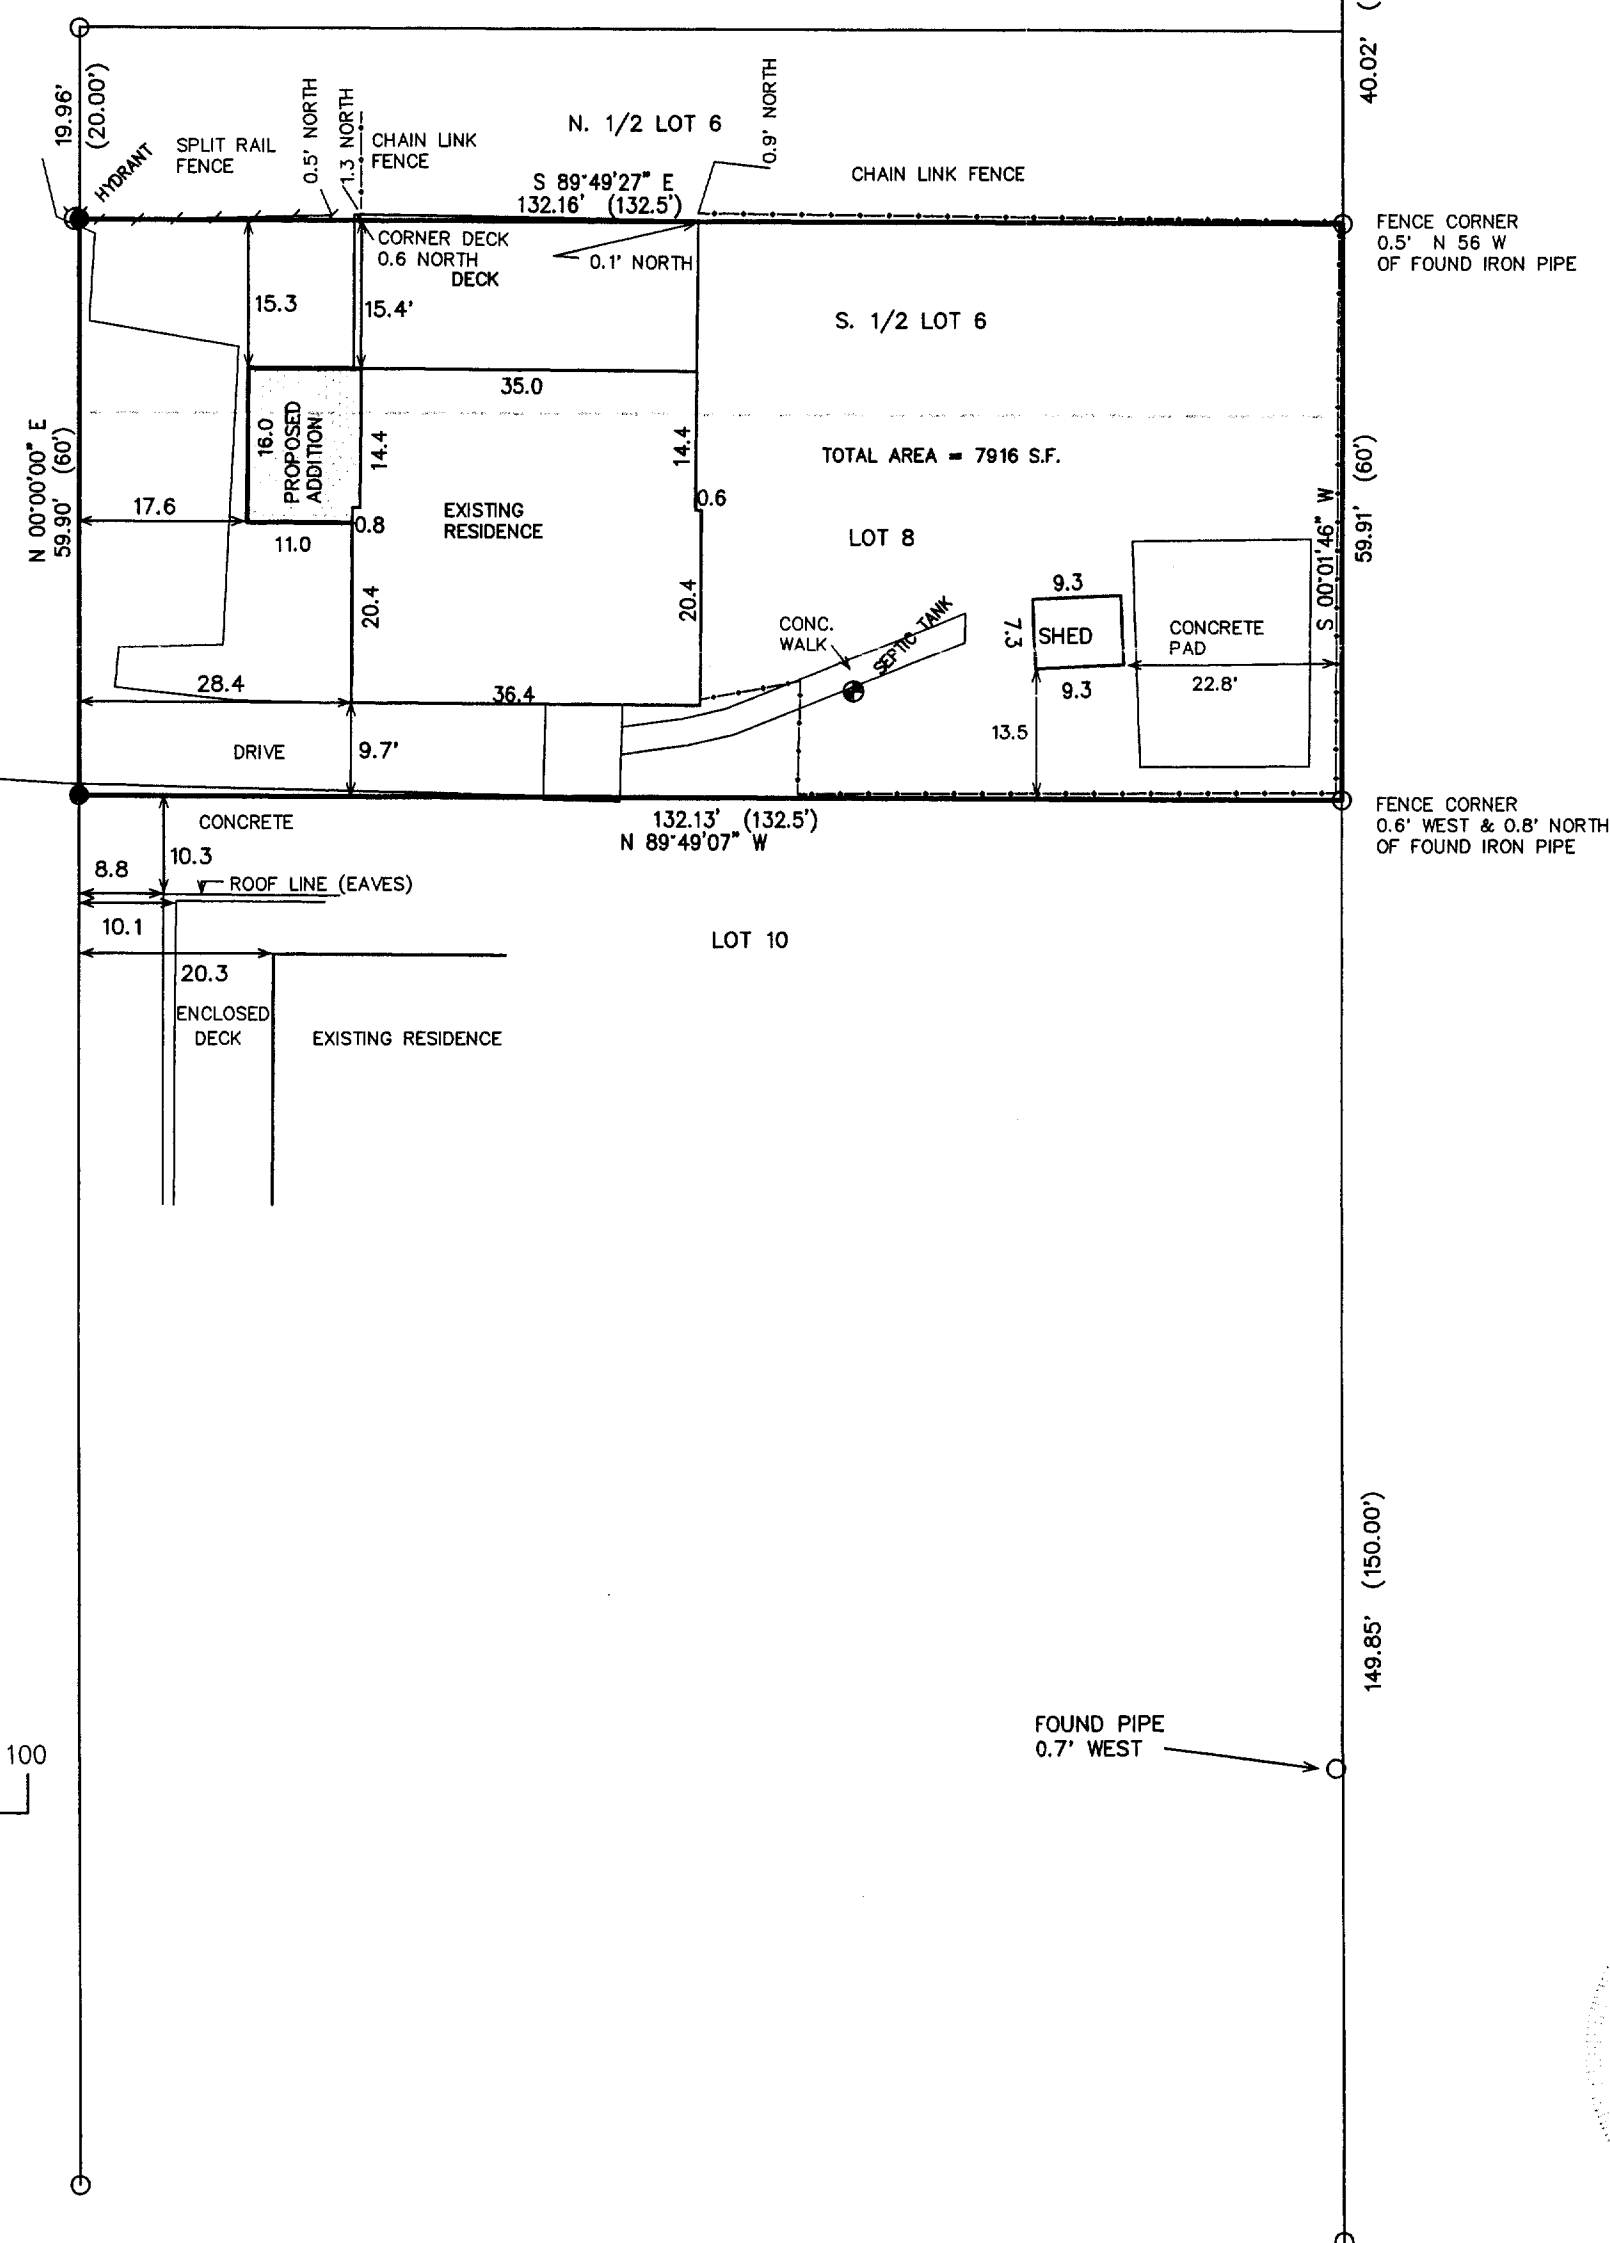 40.02'
19.96'
(20.00')
HYDRANT
SPLIT RAIL
FENCE
0.5' NORTH
1.3 NORTH
CHAIN LINK
FENCE
N. 1/2 LOT 6
0.9' NORTH
S 89°49'27" E
132.16' (132.5')
CHAIN LINK FENCE
FENCE CORNER
0.5' N 56 W
OF FOUND IRON PIPE
CORNER DECK
0.6 NORTH
DECK
0.1' NORTH
15.3
15.4'
S. 1/2 LOT 6
35.0
N 00°00'00" E
59.90' (60')
16.0
PROPOSED
ADDITION
14.4
14.4
TOTAL AREA = 7916 S.F.
S 00°01'46" W
59.91' (60')
17.6
0.8
0.6
EXISTING
RESIDENCE
LOT 8
11.0
20.4
20.4
9.3
7.3
SHED
CONCRETE
PAD
CONC.
WALK
SEPTIC TANK
28.4
36.4
9.3
22.8'
13.5
DRIVE
9.7'
132.13' (132.5')
N 89°49'07" W
FENCE CORNER
0.6' WEST & 0.8' NORTH
OF FOUND IRON PIPE
CONCRETE
10.3
8.8
ROOF LINE (EAVES)
10.1
20.3
LOT 10
ENCLOSED
DECK
EXISTING RESIDENCE
149.85' (150.00')
FOUND PIPE
0.7' WEST
100